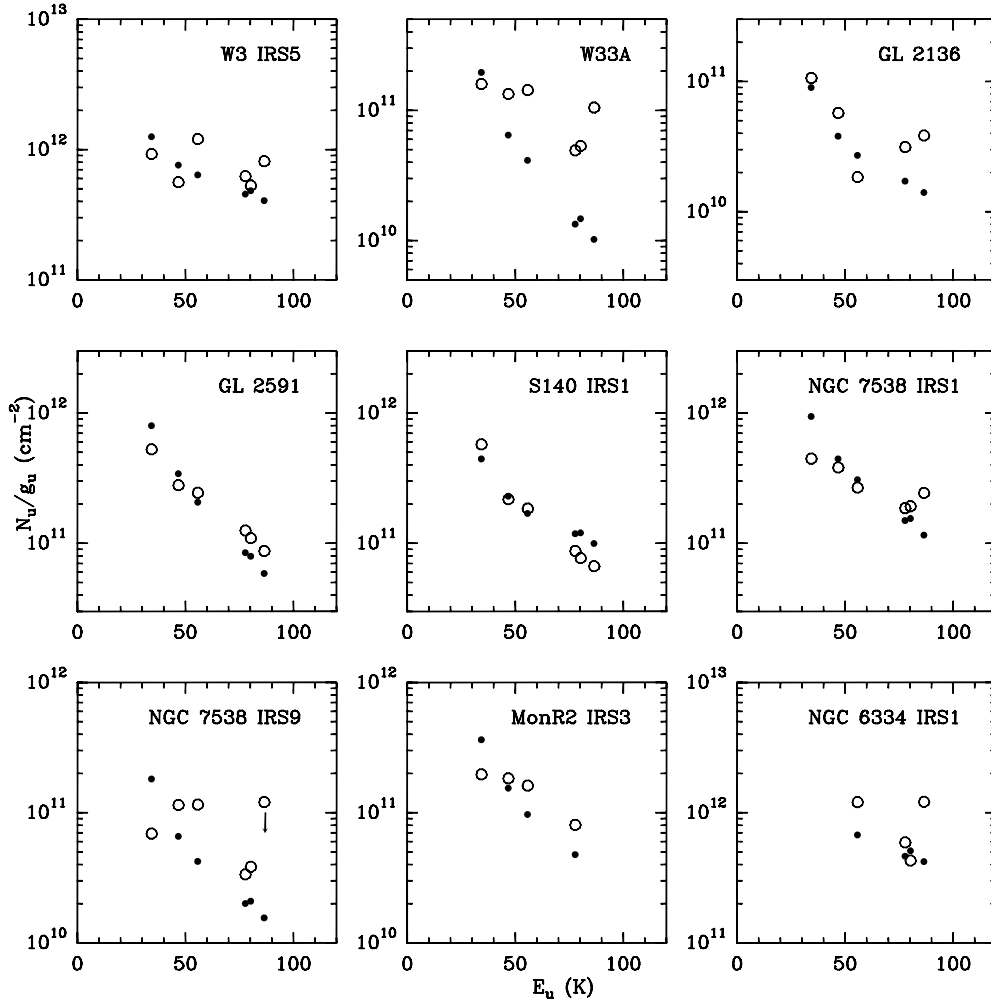 10^13
10^12
10^11
W3 IRS5
0 50 100
10^11
10^10
W33A
0 50 100
10^11
10^10
GL 2136
0 50 100
N_u/g_u (cm^−2)
10^12
10^11
GL 2591
0 50 100
10^12
10^11
S140 IRS1
0 50 100
10^12
10^11
NGC 7538 IRS1
0 50 100
10^12
10^11
10^10
NGC 7538 IRS9
0 50 100
10^12
10^11
10^10
MonR2 IRS3
0 50 100
E_u (K)
10^13
10^12
10^11
NGC 6334 IRS1
0 50 100